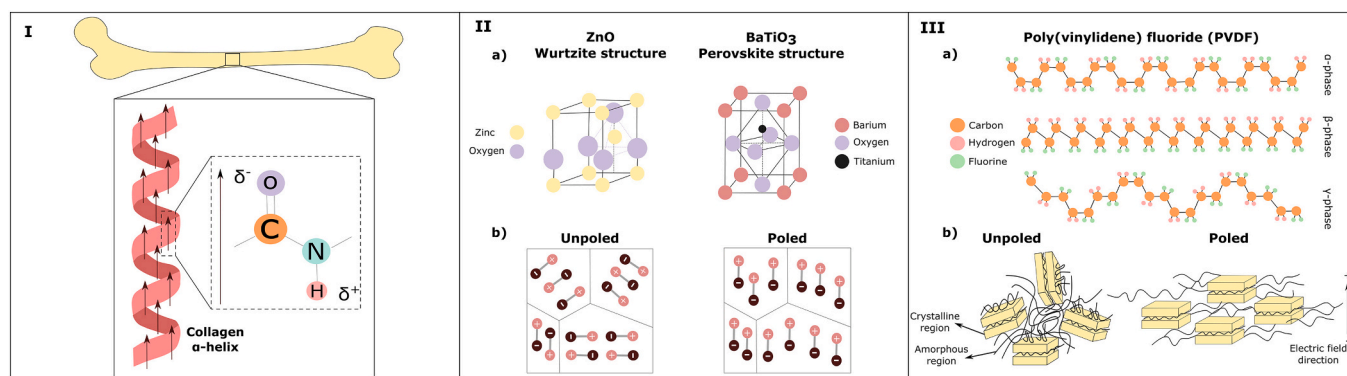 I
δ-
O
C
N
H
δ+
Collagen
α-helix
II
a)
ZnO
Wurtzite structure
BaTiO3
Perovskite structure
Zinc
Oxygen
Barium
Oxygen
Titanium
b)
Unpoled
Poled
III
Poly(vinylidene) fluoride (PVDF)
a)
Carbon
Hydrogen
Fluorine
α-phase
β-phase
γ-phase
b)
Unpoled
Poled
Crystalline
region
Amorphous
region
Electric field
direction